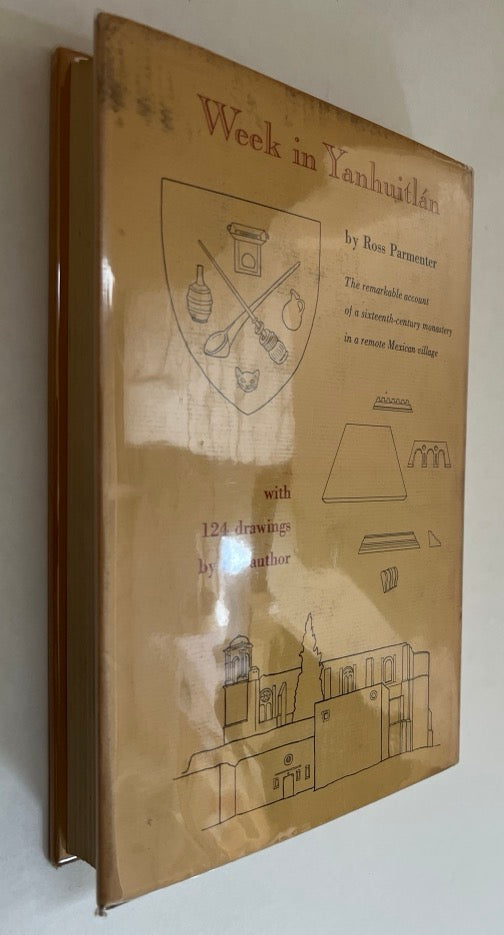 Week in Yanhuitlán
by Ross Parmenter
The remarkable account
of a sixteenth-century monastery
in a remote Mexican village
with
124 drawings
by author